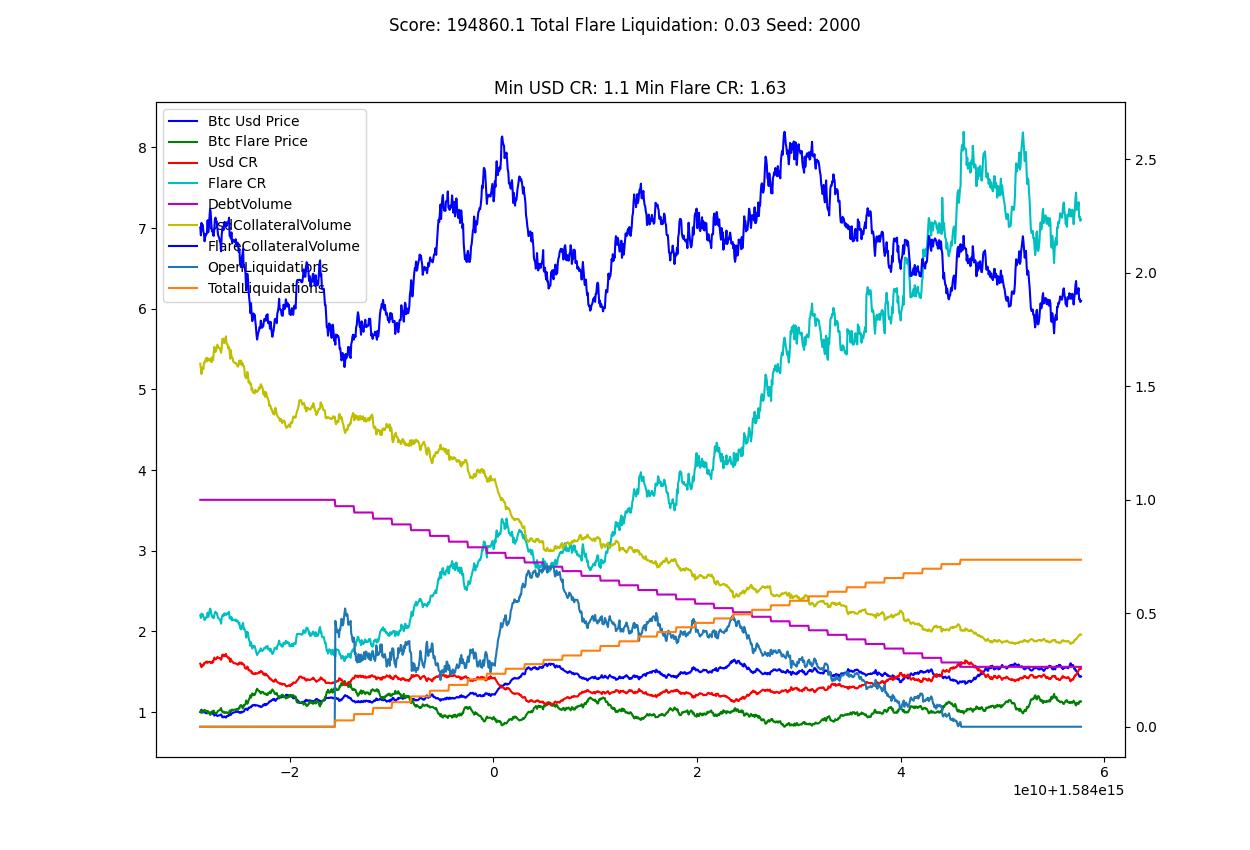 Score: 194860.1 Total Flare Liquidation: 0.03 Seed: 2000
Min USD CR: 1.1 Min Flare CR: 1.63
Btc Usd Price
Btc Flare Price
Usd CR
Flare CR
DebtVolume
UsdCollateralVolume
FlareCollateralVolume
OpenLiquidations
TotalLiquidations
8
7
6
5
4
3
2
1
2.5
2.0
1.5
1.0
0.5
0.0
−2
0
2
4
6
1e10+1.584e15